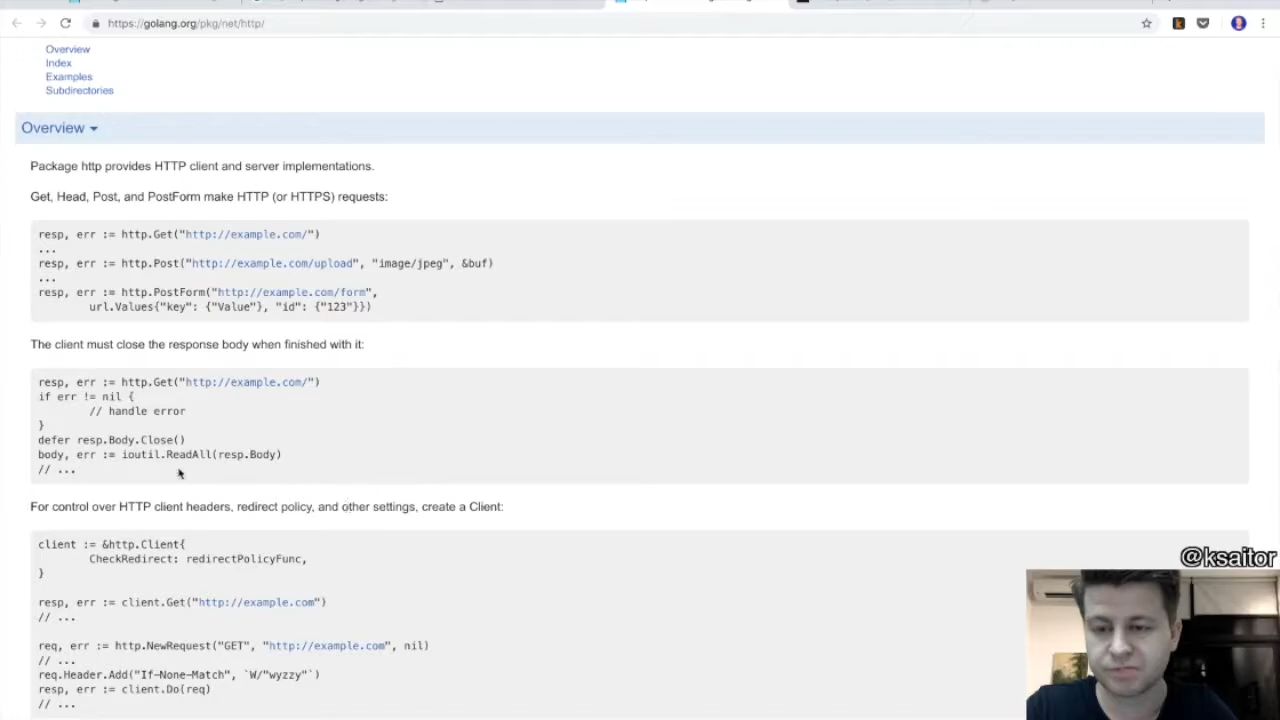 https://golang.org/pkg/net/http/
Overview
Index
Examples
Subdirectories
Overview
Package http provides HTTP client and server implementations.
Get, Head, Post, and PostForm make HTTP (or HTTPS) requests:
resp, err := http.Get("http://example.com/")
...
resp, err := http.Post("http://example.com/upload", "image/jpeg", &buf)
...
resp, err := http.PostForm("http://example.com/form",
url.Values{"key": {"Value"}, "id": {"123"}})
The client must close the response body when finished with it:
resp, err := http.Get("http://example.com/")
if err != nil {
// handle error
}
defer resp.Body.Close()
body, err := ioutil.ReadAll(resp.Body)
// ...
For control over HTTP client headers, redirect policy, and other settings, create a Client:
client := &http.Client{
CheckRedirect: redirectPolicyFunc,
}
resp, err := client.Get("http://example.com")
// ...
req, err := http.NewRequest("GET", "http://example.com", nil)
// ...
req.Header.Add("If-None-Match", `W/"wyzzy"`)
resp, err := client.Do(req)
// ...
@ksaitor